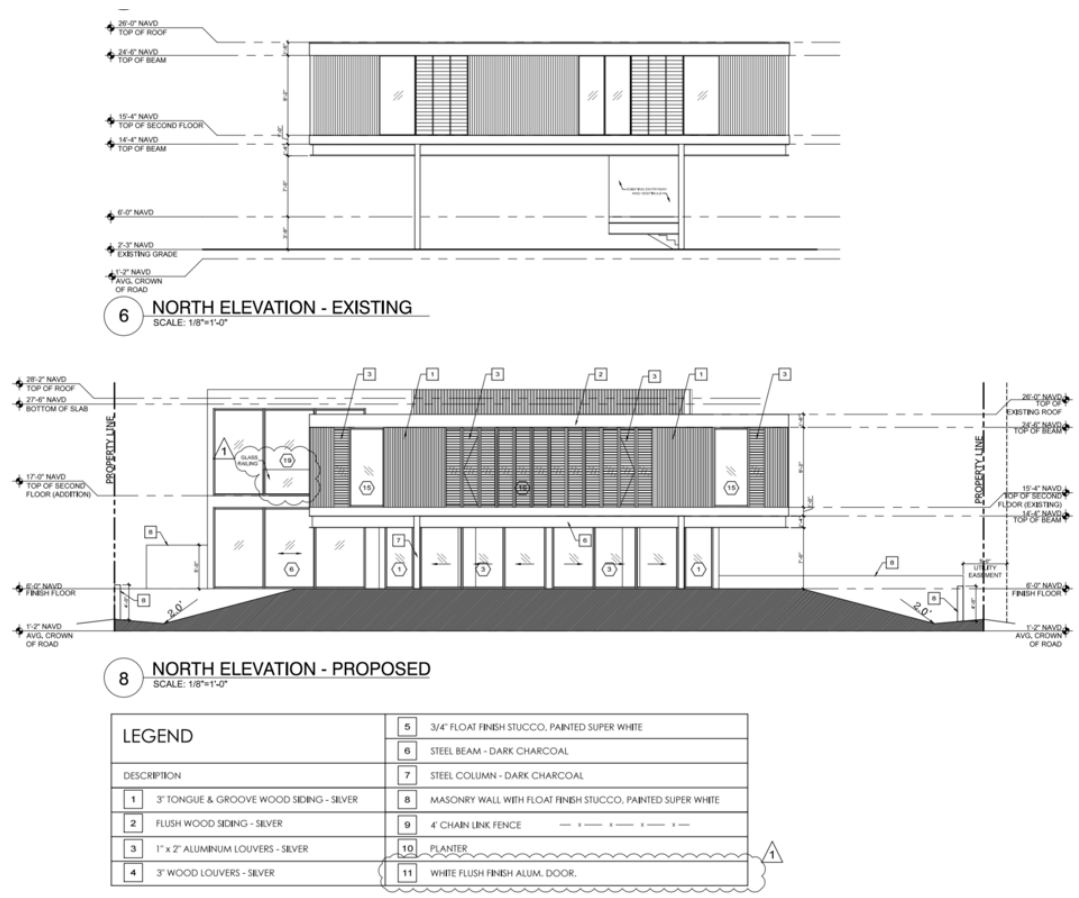 26'-0" NAVD
TOP OF ROOF
24'-6" NAVD
TOP OF BEAM
15'-4" NAVD
TOP OF SECOND FLOOR
14'-4" NAVD
TOP OF BEAM
6'-0" NAVD
2'-3" NAVD
EXISTING GRADE
1'-2" NAVD
AVG. CROWN
OF ROAD
9'-2"
7'-8"
3'-9"
6 NORTH ELEVATION - EXISTING
SCALE: 1/8"=1'-0"
3 1 3 2 3 1 3
28'-2" NAVD
TOP OF ROOF
27'-6" NAVD
BOTTOM OF SLAB
17'-0" NAVD
TOP OF SECOND
FLOOR (ADDITION)
6'-0" NAVD
FINISH FLOOR
1'-2" NAVD
AVG. CROWN
OF ROAD
PROPERTY LINE
1
GLASS
RAILING
19
15
16
15
8
7
6
8
6
1
3
3
1
8
8
2.0'
2.0'
9'-2"
7'-8"
UTILITY
EASEMENT
PROPERTY LINE
26'-0" NAVD
TOP OF
EXISTING ROOF
24'-6" NAVD
TOP OF BEAM
15'-4" NAVD
TOP OF SECOND
FLOOR (EXISTING)
14'-4" NAVD
TOP OF BEAM
6'-0" NAVD
FINISH FLOOR
1'-2" NAVD
AVG. CROWN
OF ROAD
8 NORTH ELEVATION - PROPOSED
SCALE: 1/8"=1'-0"
LEGEND
DESCRIPTION
1 3" TONGUE & GROOVE WOOD SIDING - SILVER
2 FLUSH WOOD SIDING - SILVER
3 1" x 2" ALUMINUM LOUVERS - SILVER
4 3" WOOD LOUVERS - SILVER
5 3/4" FLOAT FINISH STUCCO, PAINTED SUPER WHITE
6 STEEL BEAM - DARK CHARCOAL
7 STEEL COLUMN - DARK CHARCOAL
8 MASONRY WALL WITH FLOAT FINISH STUCCO, PAINTED SUPER WHITE
9 4' CHAIN LINK FENCE x x x x
10 PLANTER
11 WHITE FLUSH FINISH ALUM. DOOR.
1